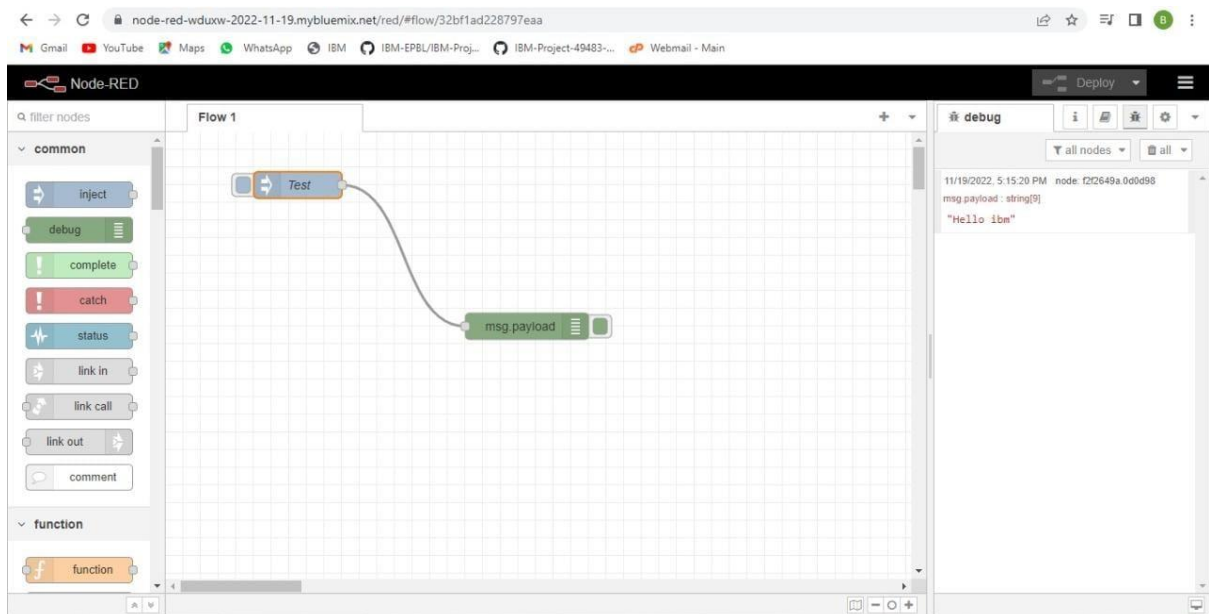 node-red-wduxw-2022-11-19.mybluemix.net/red/#flow/32bf1ad228797eaa
B
Gmail YouTube Maps WhatsApp IBM IBM-EPBL/IBM-Proj... IBM-Project-49483-... Webmail - Main
Node-RED
Deploy
filter nodes
Flow 1
debug
common
all nodes
all
inject
Test
11/19/2022, 5:15:20 PM node: f2f2649a.0d0d98
msg.payload : string[9]
"Hello ibm"
debug
complete
catch
status
msg.payload
link in
link call
link out
comment
function
function